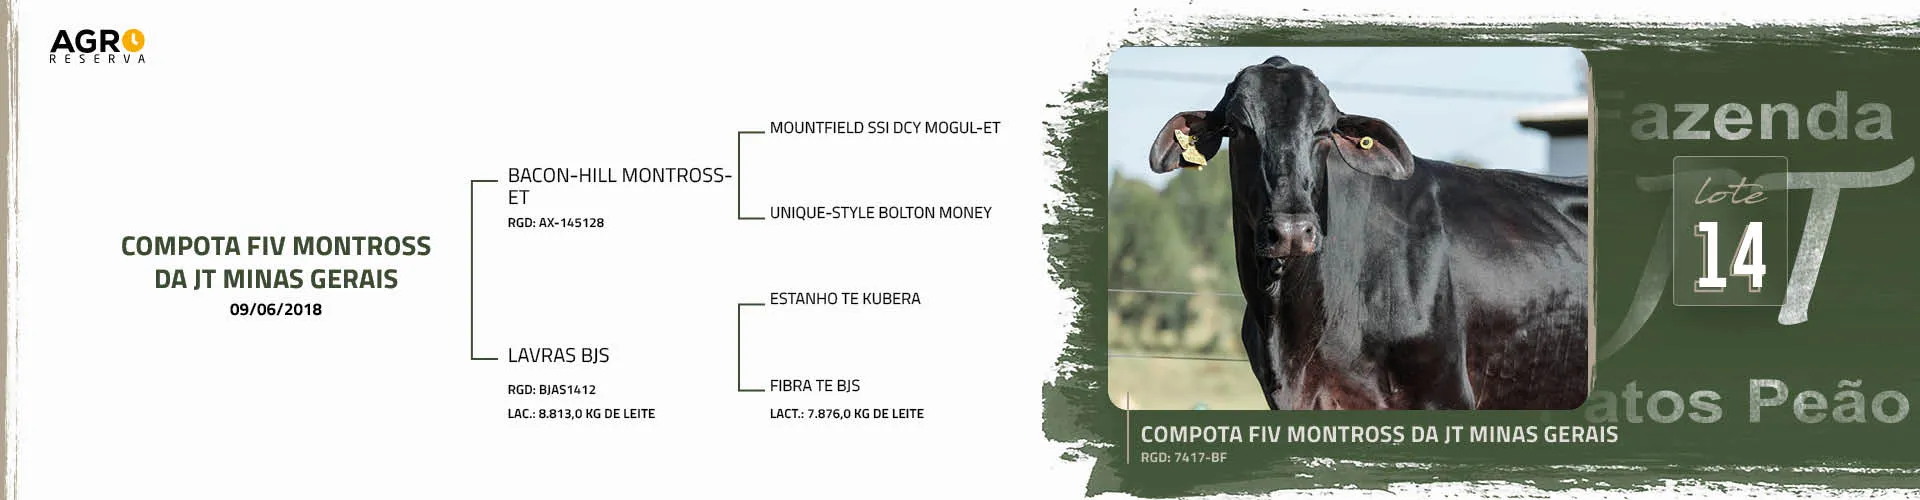 AGRO
RESERVA
COMPOTA FIV MONTROSS
DA JT MINAS GERAIS
09/06/2018
BACON-HILL MONTROSS-
ET
RGD: AX-145128
LAVRAS BJS
RGD: BJAS1412
LAC.: 8.813,0 KG DE LEITE
MOUNTFIELD SSI DCY MOGUL-ET
UNIQUE-STYLE BOLTON MONEY
ESTANHO TE KUBERA
FIBRA TE BJS
LACT.: 7.876,0 KG DE LEITE
Fazenda
JT
lote
14
Patos Peão
COMPOTA FIV MONTROSS DA JT MINAS GERAIS
RGD: 7417-BF